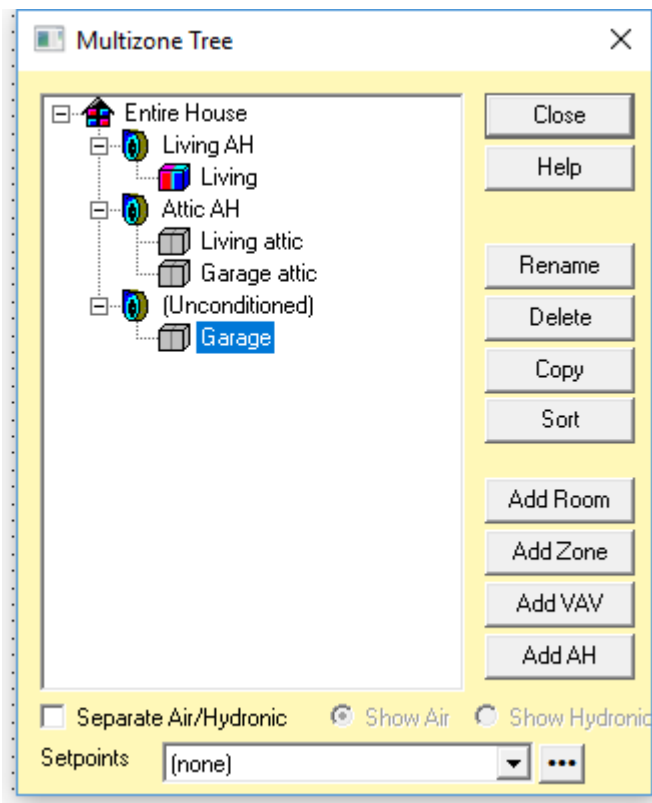 Multizone Tree
Entire House
Living AH
Living
Attic AH
Living attic
Garage attic
(Unconditioned)
Garage
Close
Help
Rename
Delete
Copy
Sort
Add Room
Add Zone
Add VAV
Add AH
Separate Air/Hydronic Show Air Show Hydronic
Setpoints (none) •••